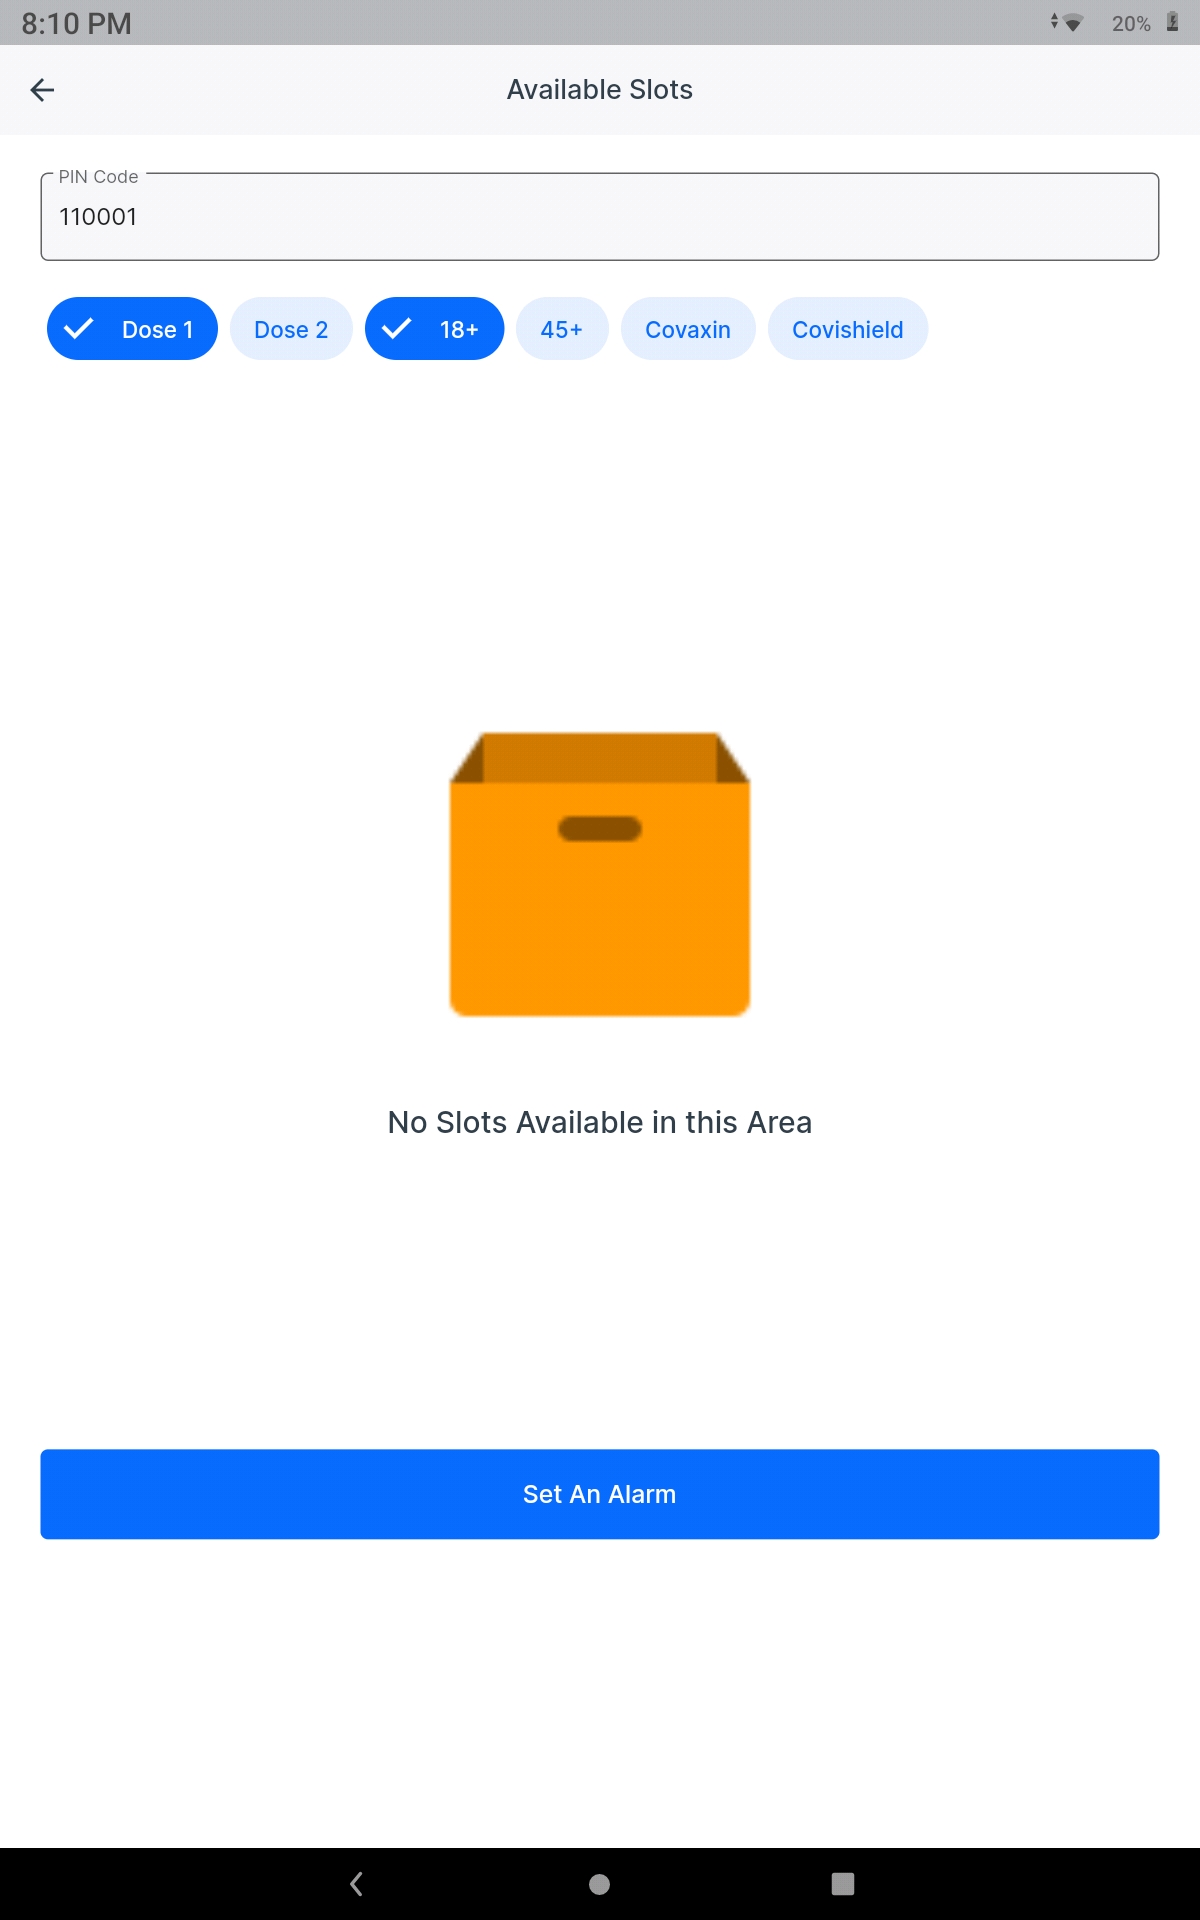 8:10 PM 20%
Available Slots
PIN Code
110001
Dose 1 Dose 2 18+ 45+ Covaxin Covishield
No Slots Available in this Area
Set An Alarm